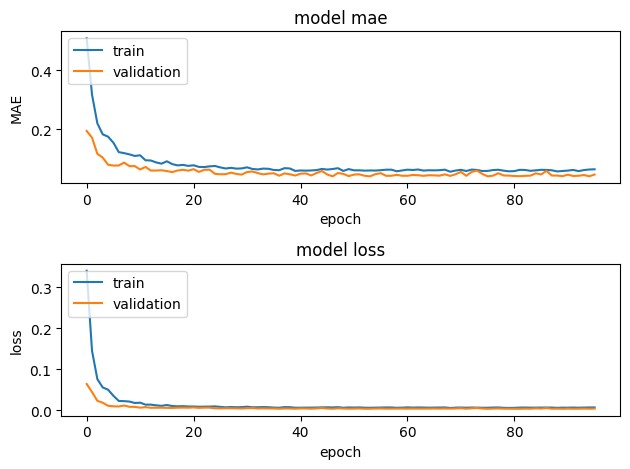 model mae
train
validation
0.4
0.2
MAE
0
20
40
60
80
epoch
model loss
train
validation
0.3
0.2
0.1
0.0
loss
0
20
40
60
80
epoch